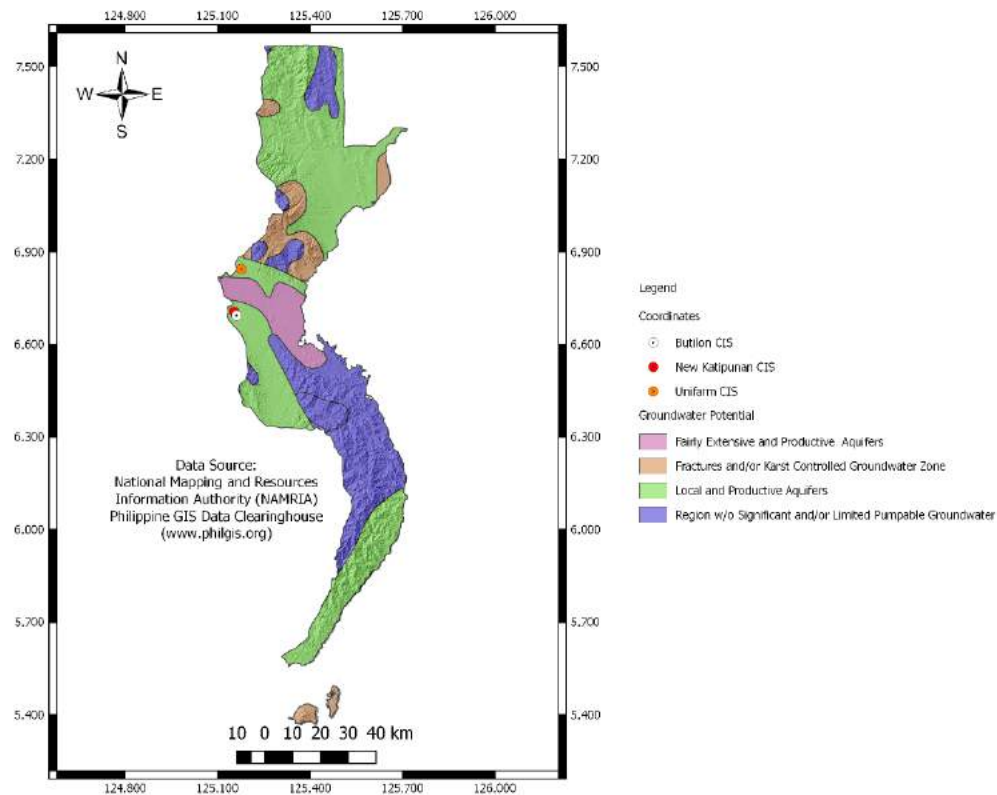 124.800 125.100 125.400 125.700 126.000
N
W E
S
7.500 7.500
7.200 7.200
6.900 6.900
6.600 6.600
6.300 6.300
6.000 6.000
5.700 5.700
5.400 5.400
Data Source:
National Mapping and Resources
Information Authority (NAMRIA)
Philippine GIS Data Clearinghouse
(www.philgis.org)
10 0 10 20 30 40 km
124.800 125.100 125.400 125.700 126.000
Legend
Coordinates
Butilon CIS
New Katipunan CIS
Unifarm CIS
Groundwater Potential
Fairly Extensive and Productive Aquifers
Fractures and/or Karst Controlled Groundwater Zone
Local and Productive Aquifers
Region w/o Significant and/or Limited Pumpable Groundwater